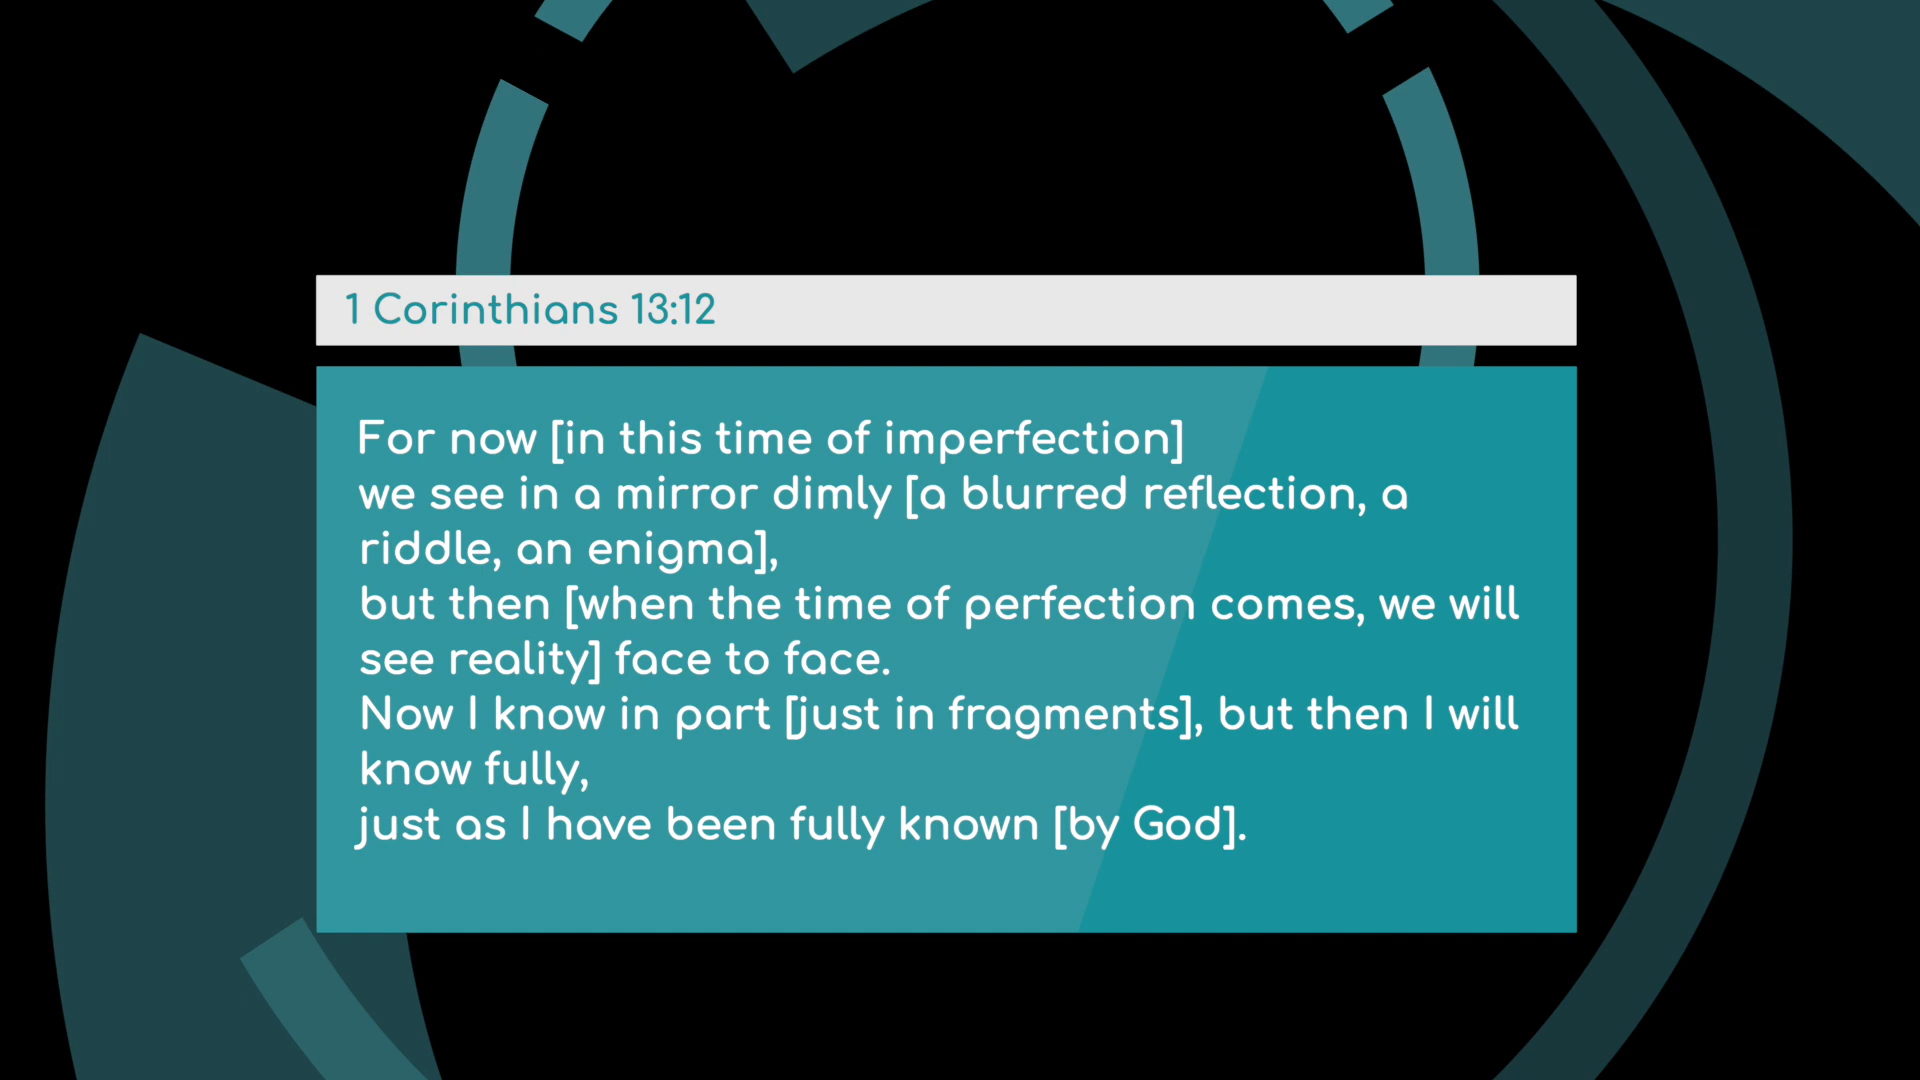 1 Corinthians 13:12
For now [in this time of imperfection]
we see in a mirror dimly [a blurred reflection, a
riddle, an enigma],
but then [when the time of perfection comes, we will
see reality] face to face.
Now I know in part [just in fragments], but then I will
know fully,
just as I have been fully known [by God].